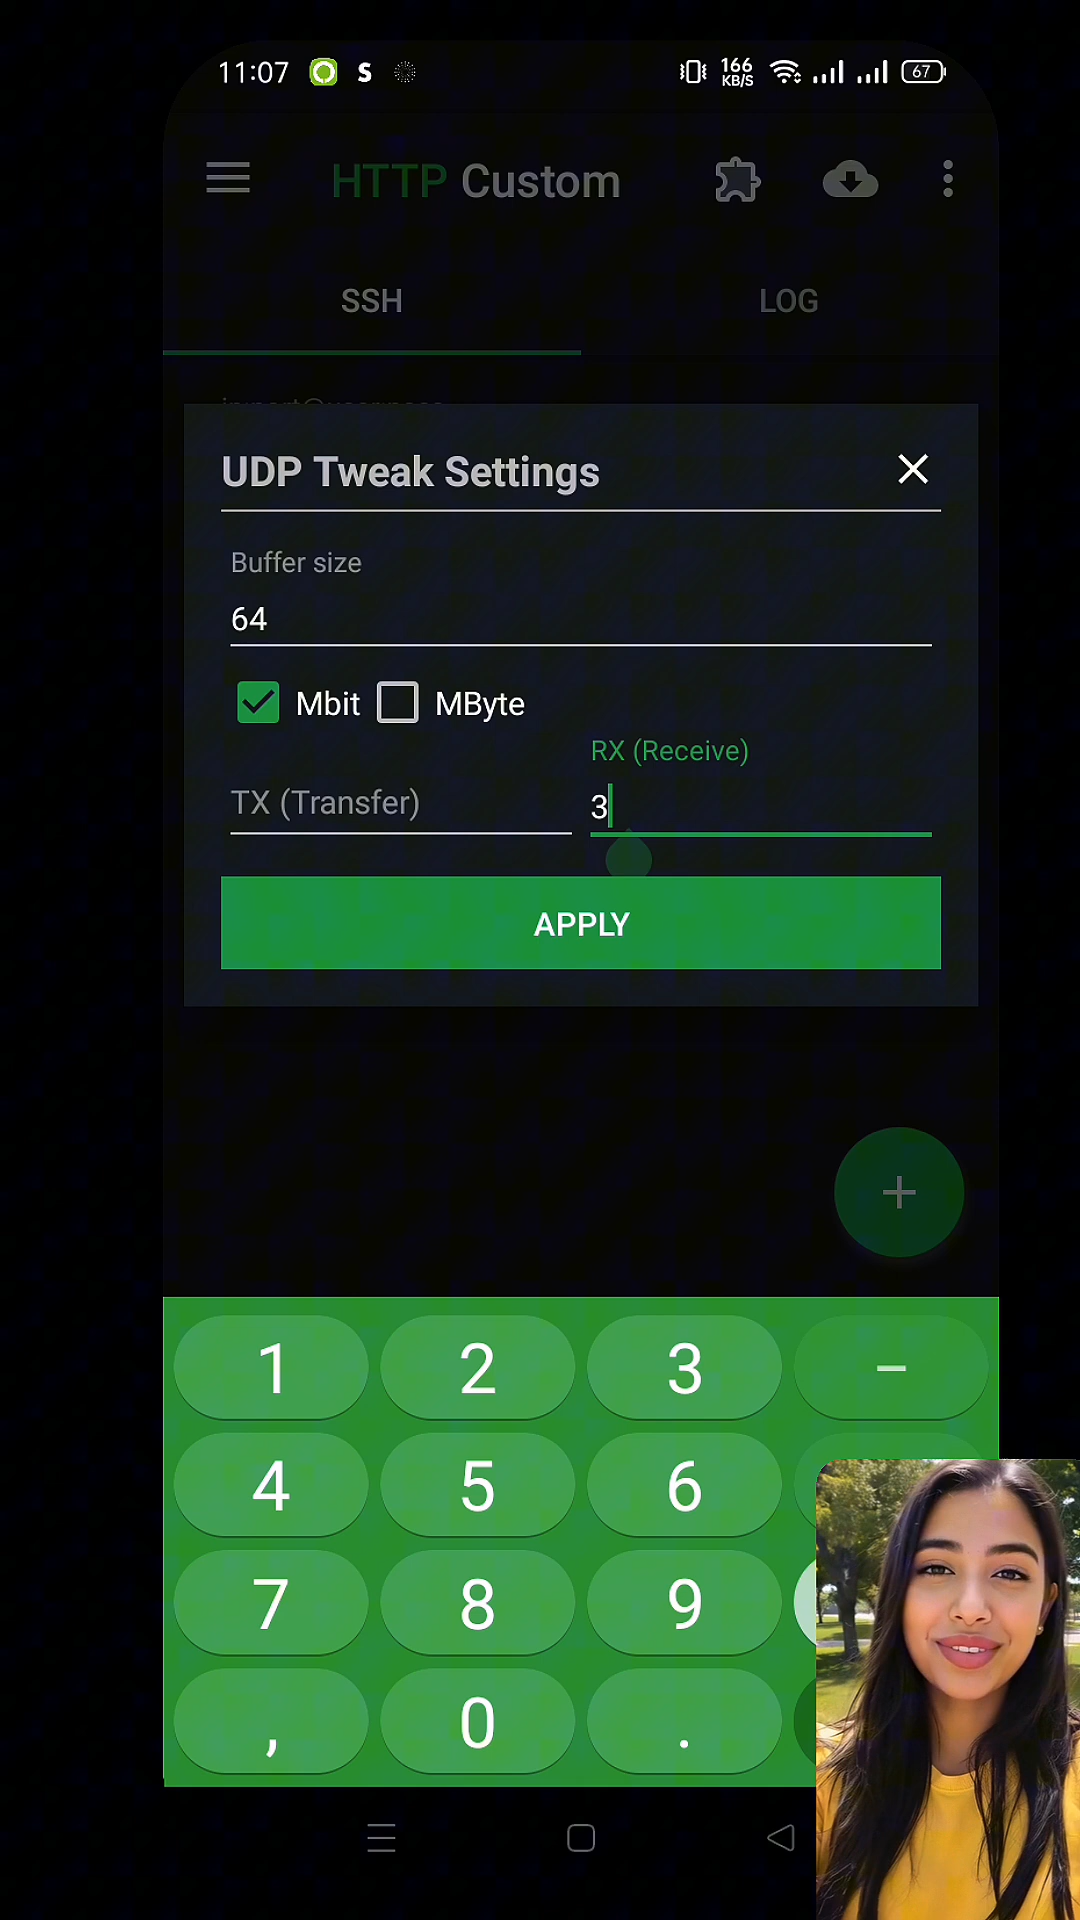 11:07 S 166 KB/S 67
HTTP Custom
SSH LOG
UDP Tweak Settings
Buffer size
64
Mbit MByte
RX (Receive)
TX (Transfer) 3
APPLY
+
1 2 3 −
4 5 6
7 8 9
, 0 .